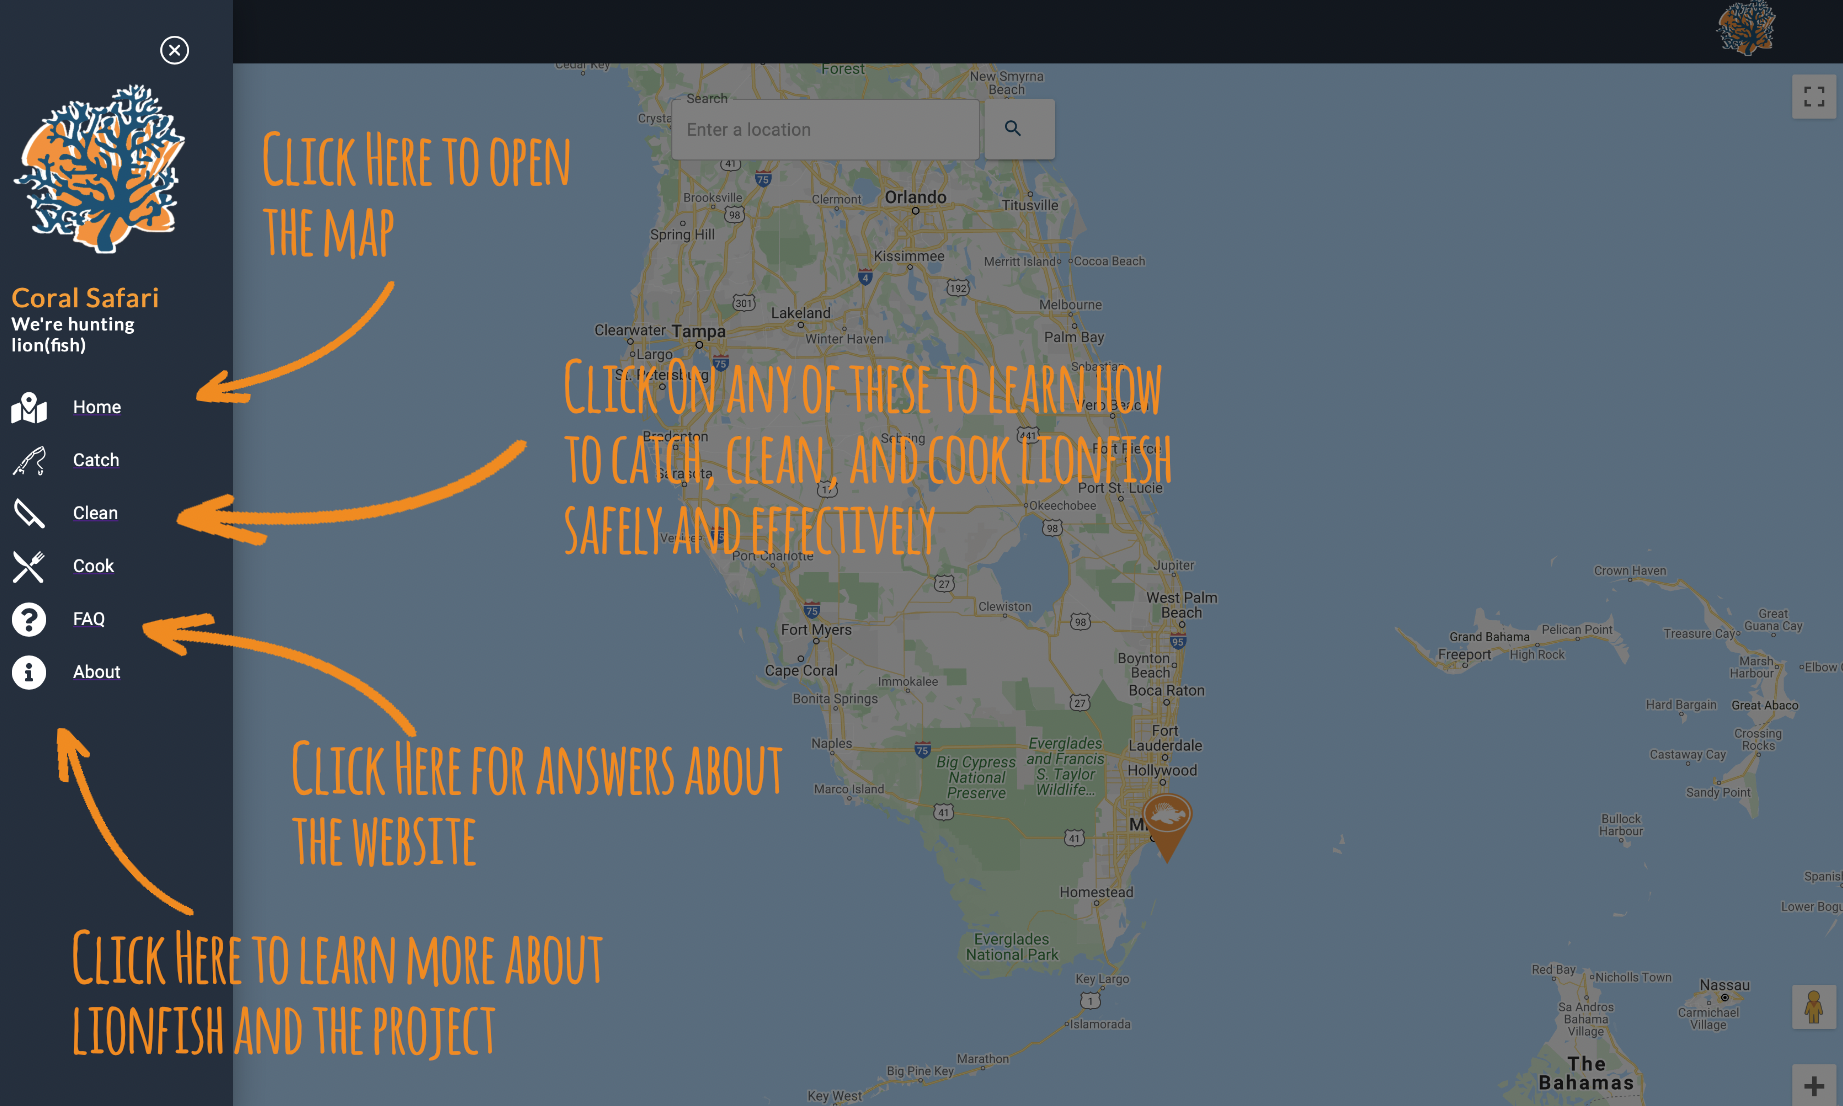 Coral Safari
We're hunting
lion(fish)
Home
Catch
Clean
Cook
FAQ
About
CLICK HERE TO OPEN
THE MAP
CLICK ON ANY OF THESE TO LEARN HOW
TO CATCH, CLEAN, AND COOK LIONFISH
SAFELY AND EFFECTIVELY
CLICK HERE FOR ANSWERS ABOUT
THE WEBSITE
CLICK HERE TO LEARN MORE ABOUT
LIONFISH AND THE PROJECT
Search
Enter a location
Cedar Key
Forest
New Smyrna
Beach
41
75
Brooksville
98
Clermont
Orlando
Titusville
Spring Hill
Kissimmee
Merritt Island
Cocoa Beach
4
192
301
Melbourne
Lakeland
Clearwater
Tampa
Winter Haven
Palm Bay
Largo
75
St. Petersburg
Sebastian
Vero Beach
Bradenton
Sebring
441
Fort Pierce
Sarasota
17
Port St. Lucie
Okeechobee
98
Venice
Port Charlotte
Jupiter
27
Clewiston
West Palm
Beach
75
98
Fort Myers
95
Cape Coral
Boynton
Beach
Immokalee
Boca Raton
Bonita Springs
27
Fort
Lauderdale
Naples
75
Everglades
and Francis
S. Taylor
Wildlife...
Big Cypress
National
Preserve
Hollywood
Marco Island
41
41
Homestead
Everglades
National Park
Key Largo
1
Islamorada
Marathon
Big Pine Key
Key West
Crown Haven
Great
Guana Cay
Treasure Cay
Grand Bahama
Pelican Point
Freeport
High Rock
Marsh
Harbour
Elbow
Hard Bargain
Great Abaco
Crossing
Rocks
Castaway Cay
Sandy Point
Bullock
Harbour
Spanis
Lower Bogu
Red Bay
Nicholls Town
Nassau
Sa Andros
Bahama
Village
Carmichael
Village
The
Bahamas